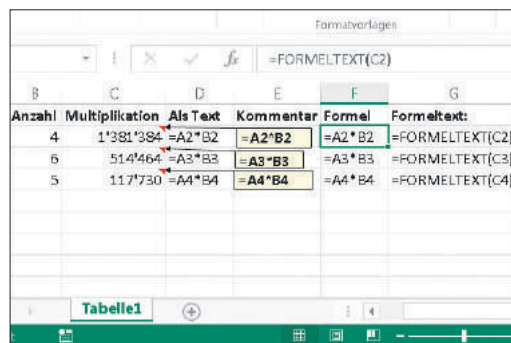 Formatvorlagen
fx =FORMELTEXT(C2)
B C D E F G
Anzahl Multiplikation Als Text Kommentar Formel Formeltext:
4 1'381'384 =A2*B2 =A2*B2 =A2*B2 =FORMELTEXT(C2)
6 514'464 =A3*B3 =A3*B3 =A3*B3 =FORMELTEXT(C3)
5 117'730 =A4*B4 =A4*B4 =A4*B4 =FORMELTEXT(C4)
Tabelle1